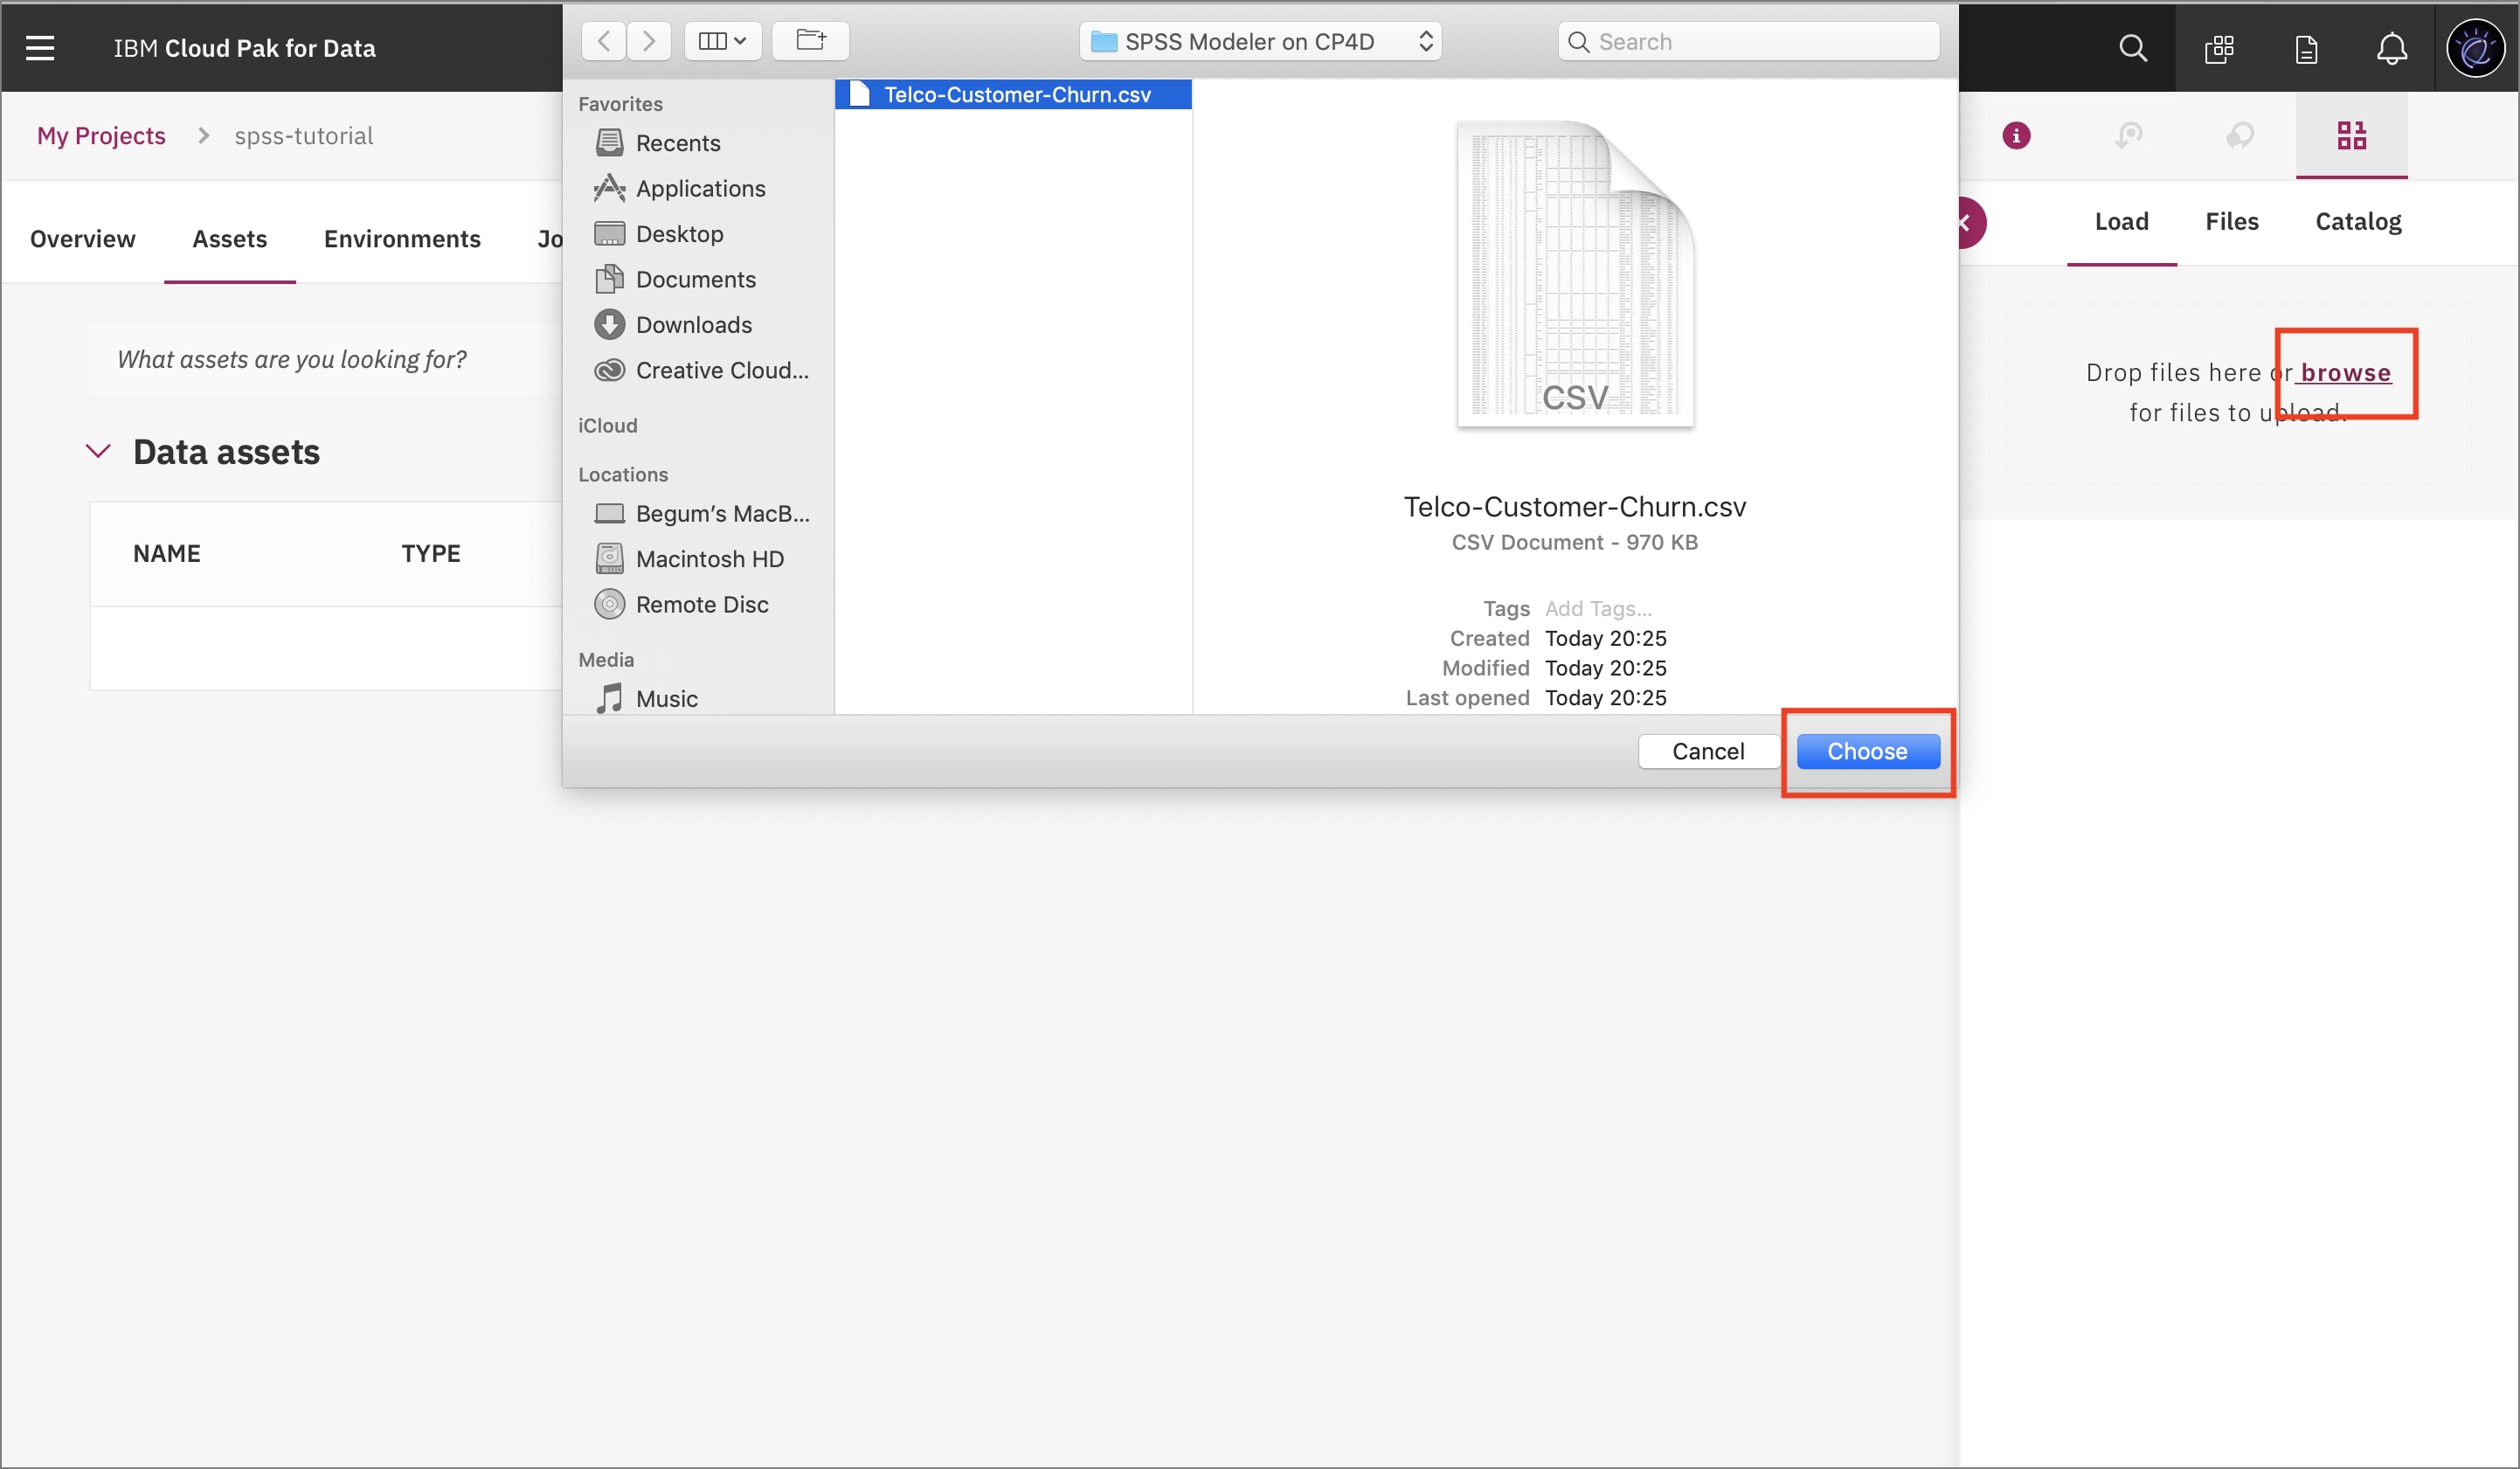 IBM Cloud Pak for Data
SPSS Modeler on CP4D
Search
My Projects > spss-tutorial
Overview
Assets
Environments
Jo
What assets are you looking for?
Data assets
NAME
TYPE
Favorites
Recents
Applications
Desktop
Documents
Downloads
Creative Cloud...
iCloud
Locations
Begum’s MacB...
Macintosh HD
Remote Disc
Media
Music
Telco-Customer-Churn.csv
CSV
Telco-Customer-Churn.csv
CSV Document - 970 KB
Tags Add Tags...
Created Today 20:25
Modified Today 20:25
Last opened Today 20:25
Cancel
Choose
Load
Files
Catalog
Drop files here or browse
for files to upload.